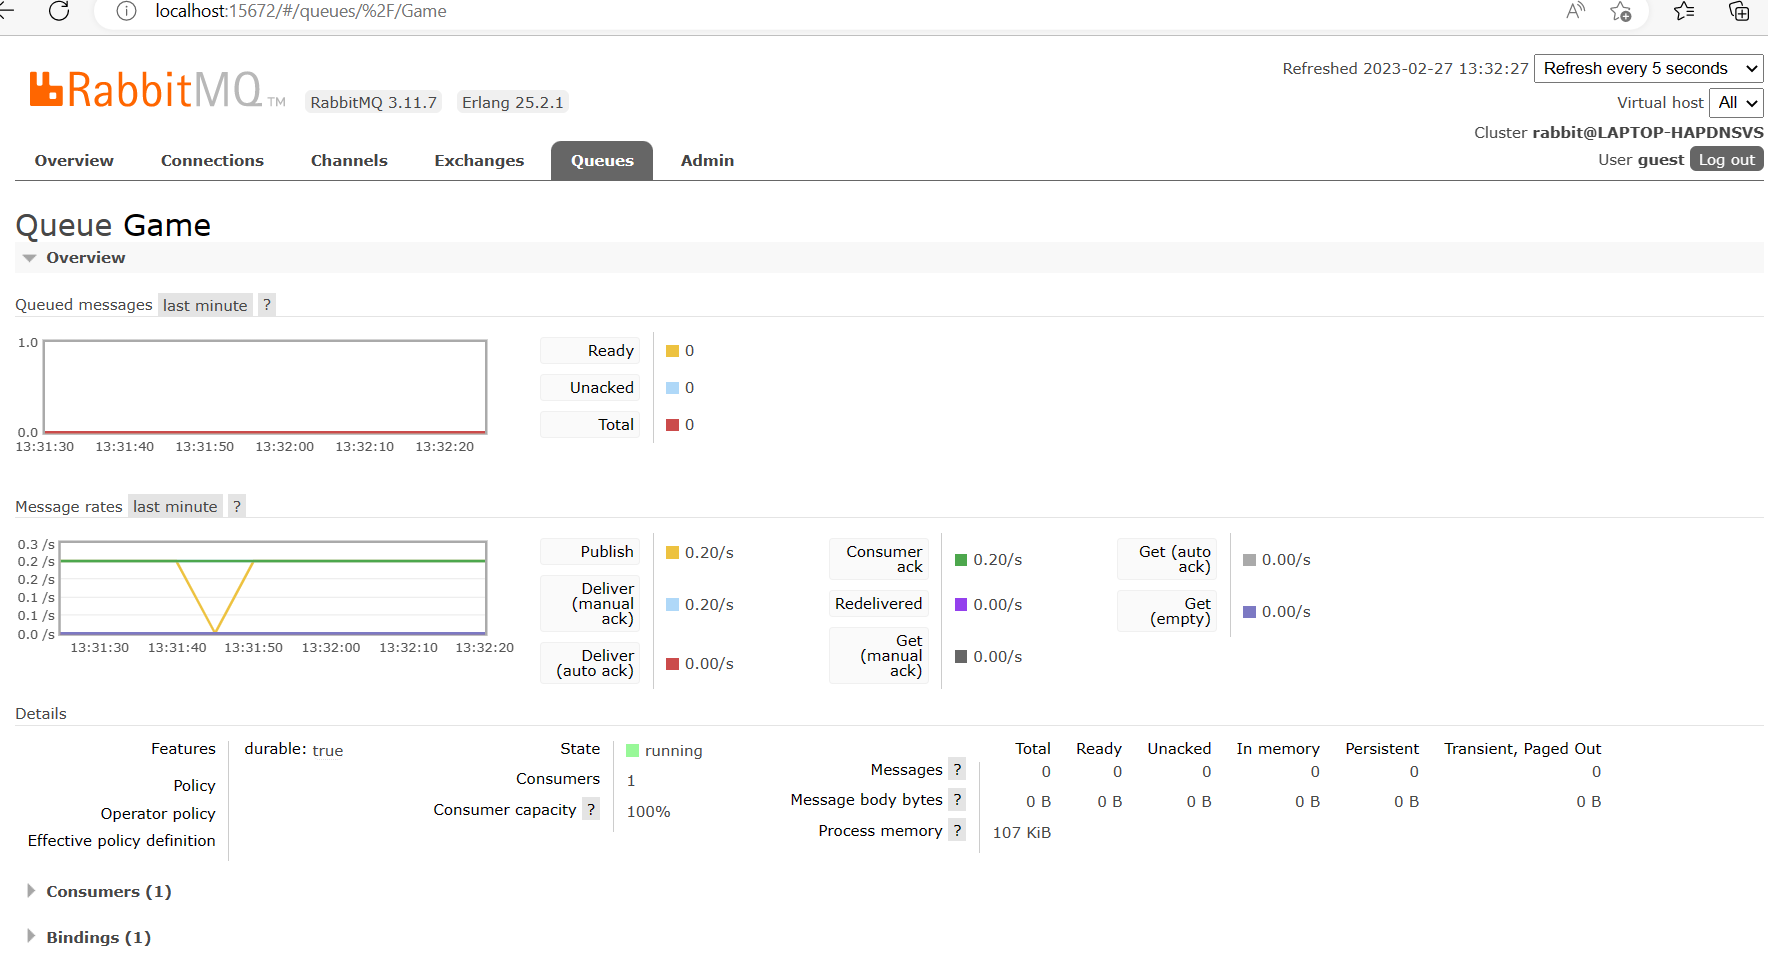 localhost:15672/#/queues/%2F/Game
RabbitMQ TM
RabbitMQ 3.11.7 Erlang 25.2.1
Refreshed 2023-02-27 13:32:27 Refresh every 5 seconds
Virtual host All
Cluster rabbit@LAPTOP-HAPDNSVS
User guest Log out
Overview Connections Channels Exchanges Queues Admin
Queue Game
Overview
Queued messages last minute ?
1.0
0.0
13:31:30 13:31:40 13:31:50 13:32:00 13:32:10 13:32:20
Ready 0
Unacked 0
Total 0
Message rates last minute ?
0.3 /s
0.2 /s
0.2 /s
0.1 /s
0.1 /s
0.0 /s
13:31:30 13:31:40 13:31:50 13:32:00 13:32:10 13:32:20
Publish 0.20/s
Deliver
(manual 0.20/s
ack)
Deliver
(auto ack) 0.00/s
Consumer
ack 0.20/s
Redelivered 0.00/s
Get
(manual 0.00/s
ack)
Get (auto
ack) 0.00/s
Get
(empty) 0.00/s
Details
Features durable: true
Policy
Operator policy
Effective policy definition
State running
Consumers 1
Consumer capacity ? 100%
Total Ready Unacked In memory Persistent Transient, Paged Out
Messages ? 0 0 0 0 0 0
Message body bytes ? 0 B 0 B 0 B 0 B 0 B 0 B
Process memory ? 107 KiB
Consumers (1)
Bindings (1)